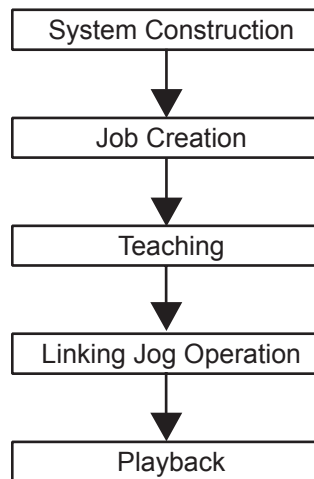 System Construction
Job Creation
Teaching
Linking Jog Operation
Playback